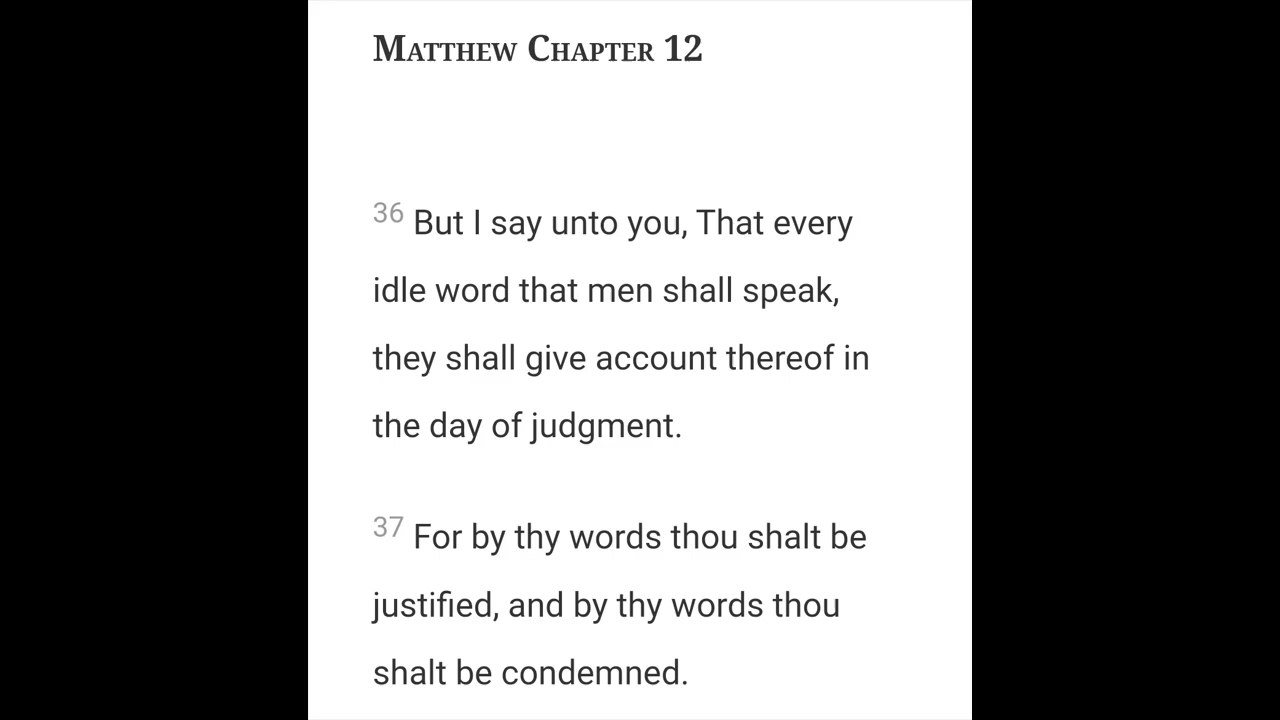 Matthew Chapter 12
36 But I say unto you, That every
idle word that men shall speak,
they shall give account thereof in
the day of judgment.
37 For by thy words thou shalt be
justified, and by thy words thou
shalt be condemned.